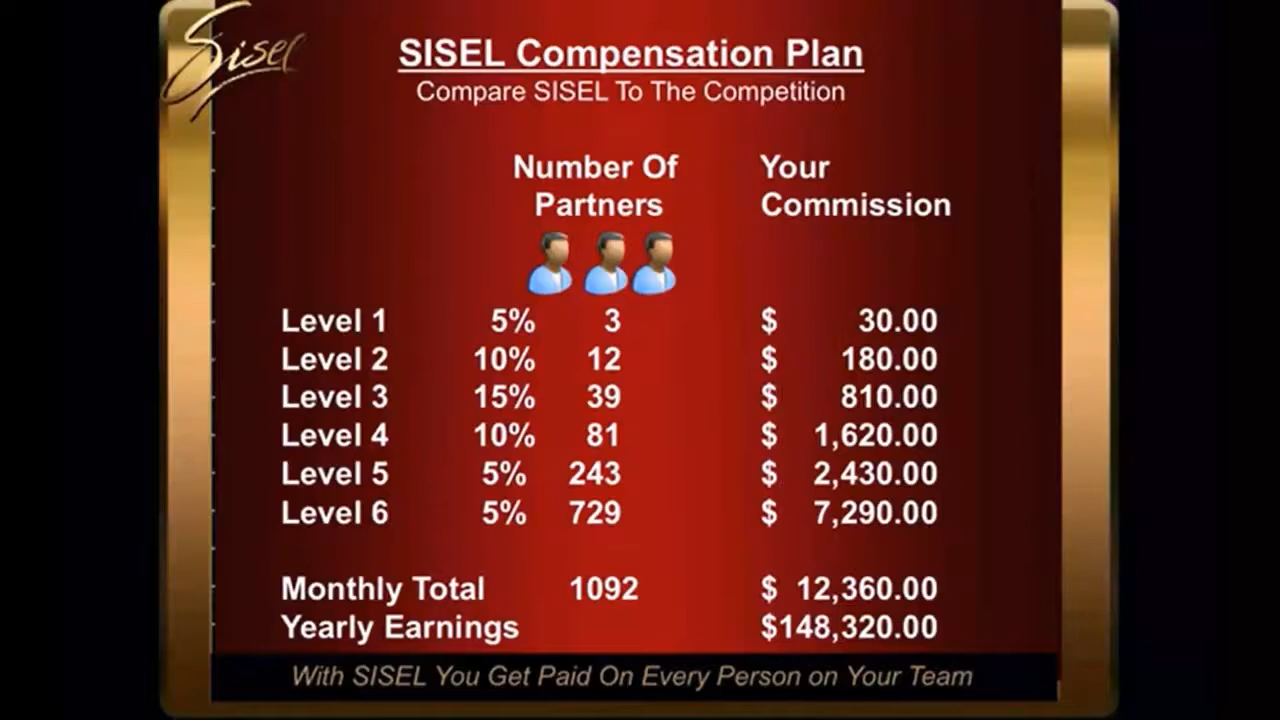 Sisel
SISEL Compensation Plan
Compare SISEL To The Competition
Number Of Partners
Your Commission
Level 1 5% 3 $ 30.00
Level 2 10% 12 $ 180.00
Level 3 15% 39 $ 810.00
Level 4 10% 81 $ 1,620.00
Level 5 5% 243 $ 2,430.00
Level 6 5% 729 $ 7,290.00
Monthly Total 1092 $ 12,360.00
Yearly Earnings $148,320.00
With SISEL You Get Paid On Every Person on Your Team